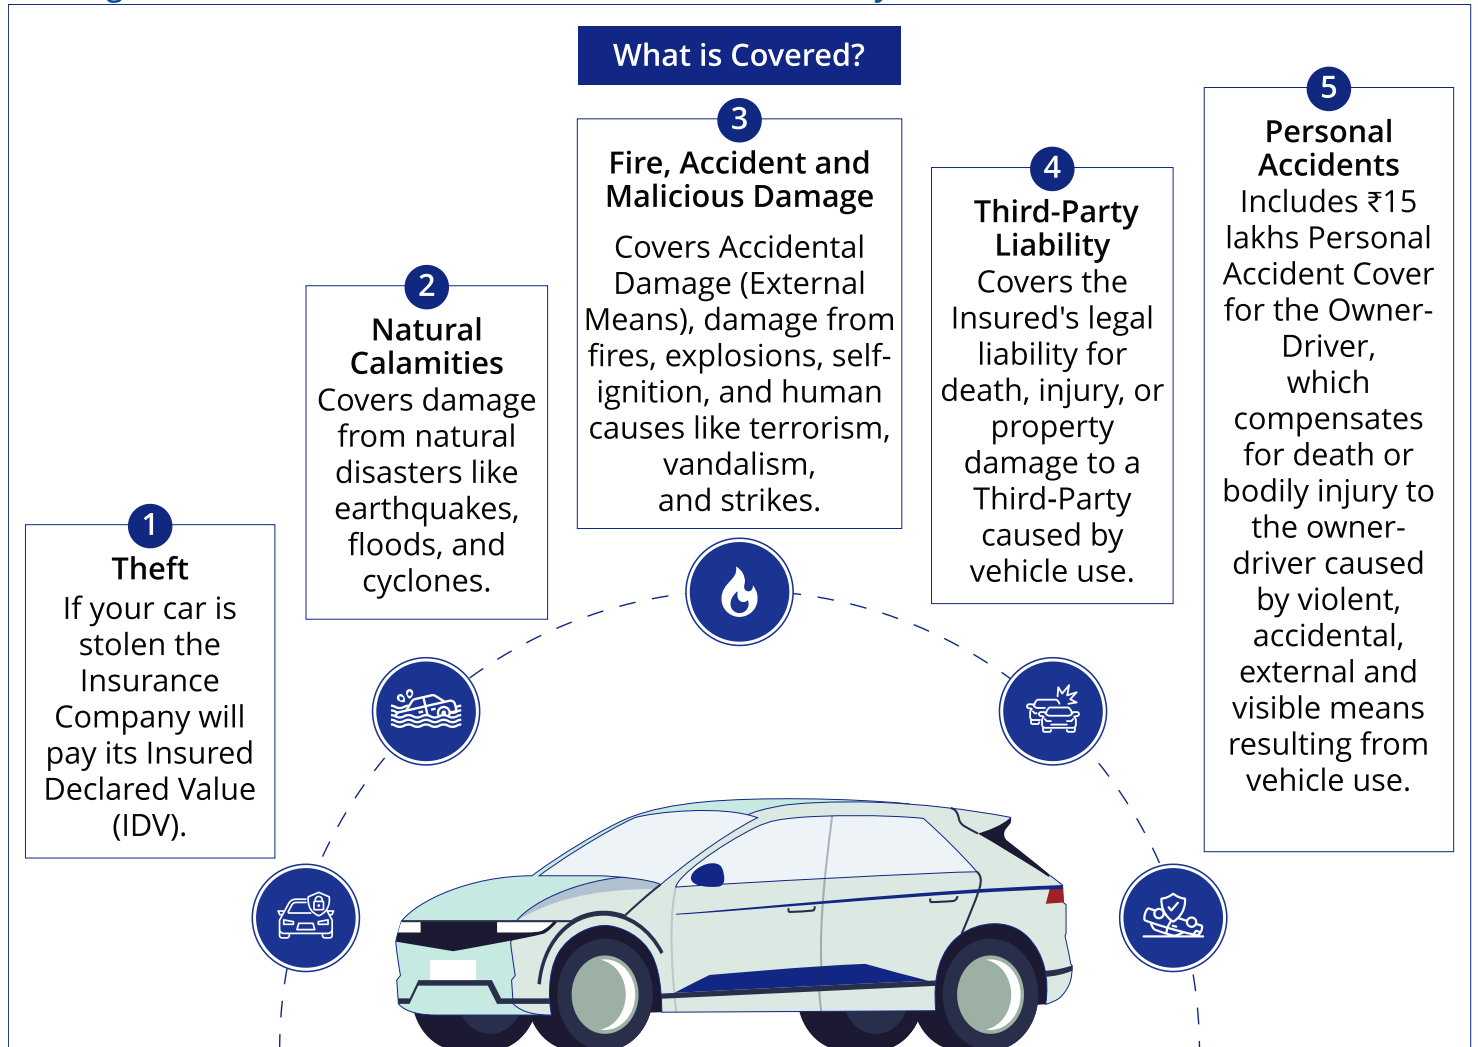 What is Covered?
1
Theft
If your car is
stolen the
Insurance
Company will
pay its Insured
Declared Value
(IDV).
2
Natural
Calamities
Covers damage
from natural
disasters like
earthquakes,
floods, and
cyclones.
3
Fire, Accident and
Malicious Damage
Covers Accidental
Damage (External
Means), damage from
fires, explosions, self-
ignition, and human
causes like terrorism,
vandalism,
and strikes.
4
Third-Party
Liability
Covers the
Insured's legal
liability for
death, injury, or
property
damage to a
Third-Party
caused by
vehicle use.
5
Personal
Accidents
Includes ₹15
lakhs Personal
Accident Cover
for the Owner-
Driver,
which
compensates
for death or
bodily injury to
the owner-
driver caused
by violent,
accidental,
external and
visible means
resulting from
vehicle use.